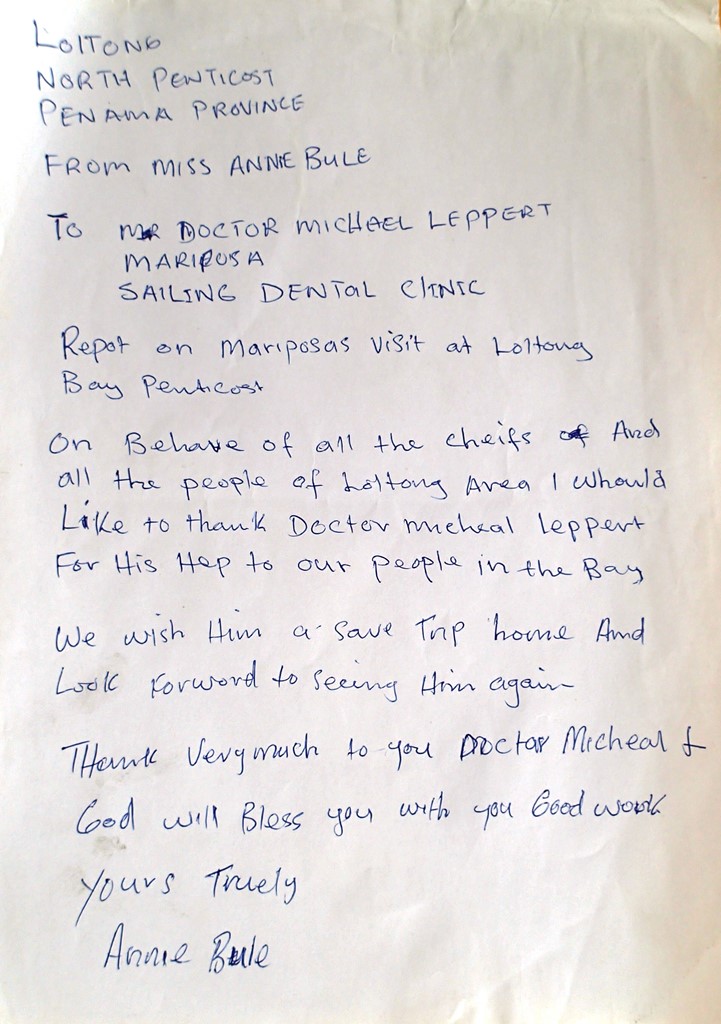 LOLTONG
NORTH PENTICOST
PENAMA PROVINCE
FROM MISS ANNIE BULE
TO MR DOCTOR MICHAEL LEPPERT
MARIPOSA
SAILING DENTAL CLINIC
Repot on Mariposas visit at Loltong
Bay Penticost
On Behave of all the cheifs of And
all the people of Loltong Area I Whould
Like to thank Doctor micheal Leppert
For His Hep to our people in the Bay
We wish Him a save Trip home And
Look Forword to seeing Him again
THank Verymuch to you Doctor Micheal &
God will Bless you with you Good work
Yours Truely
Annie Bule